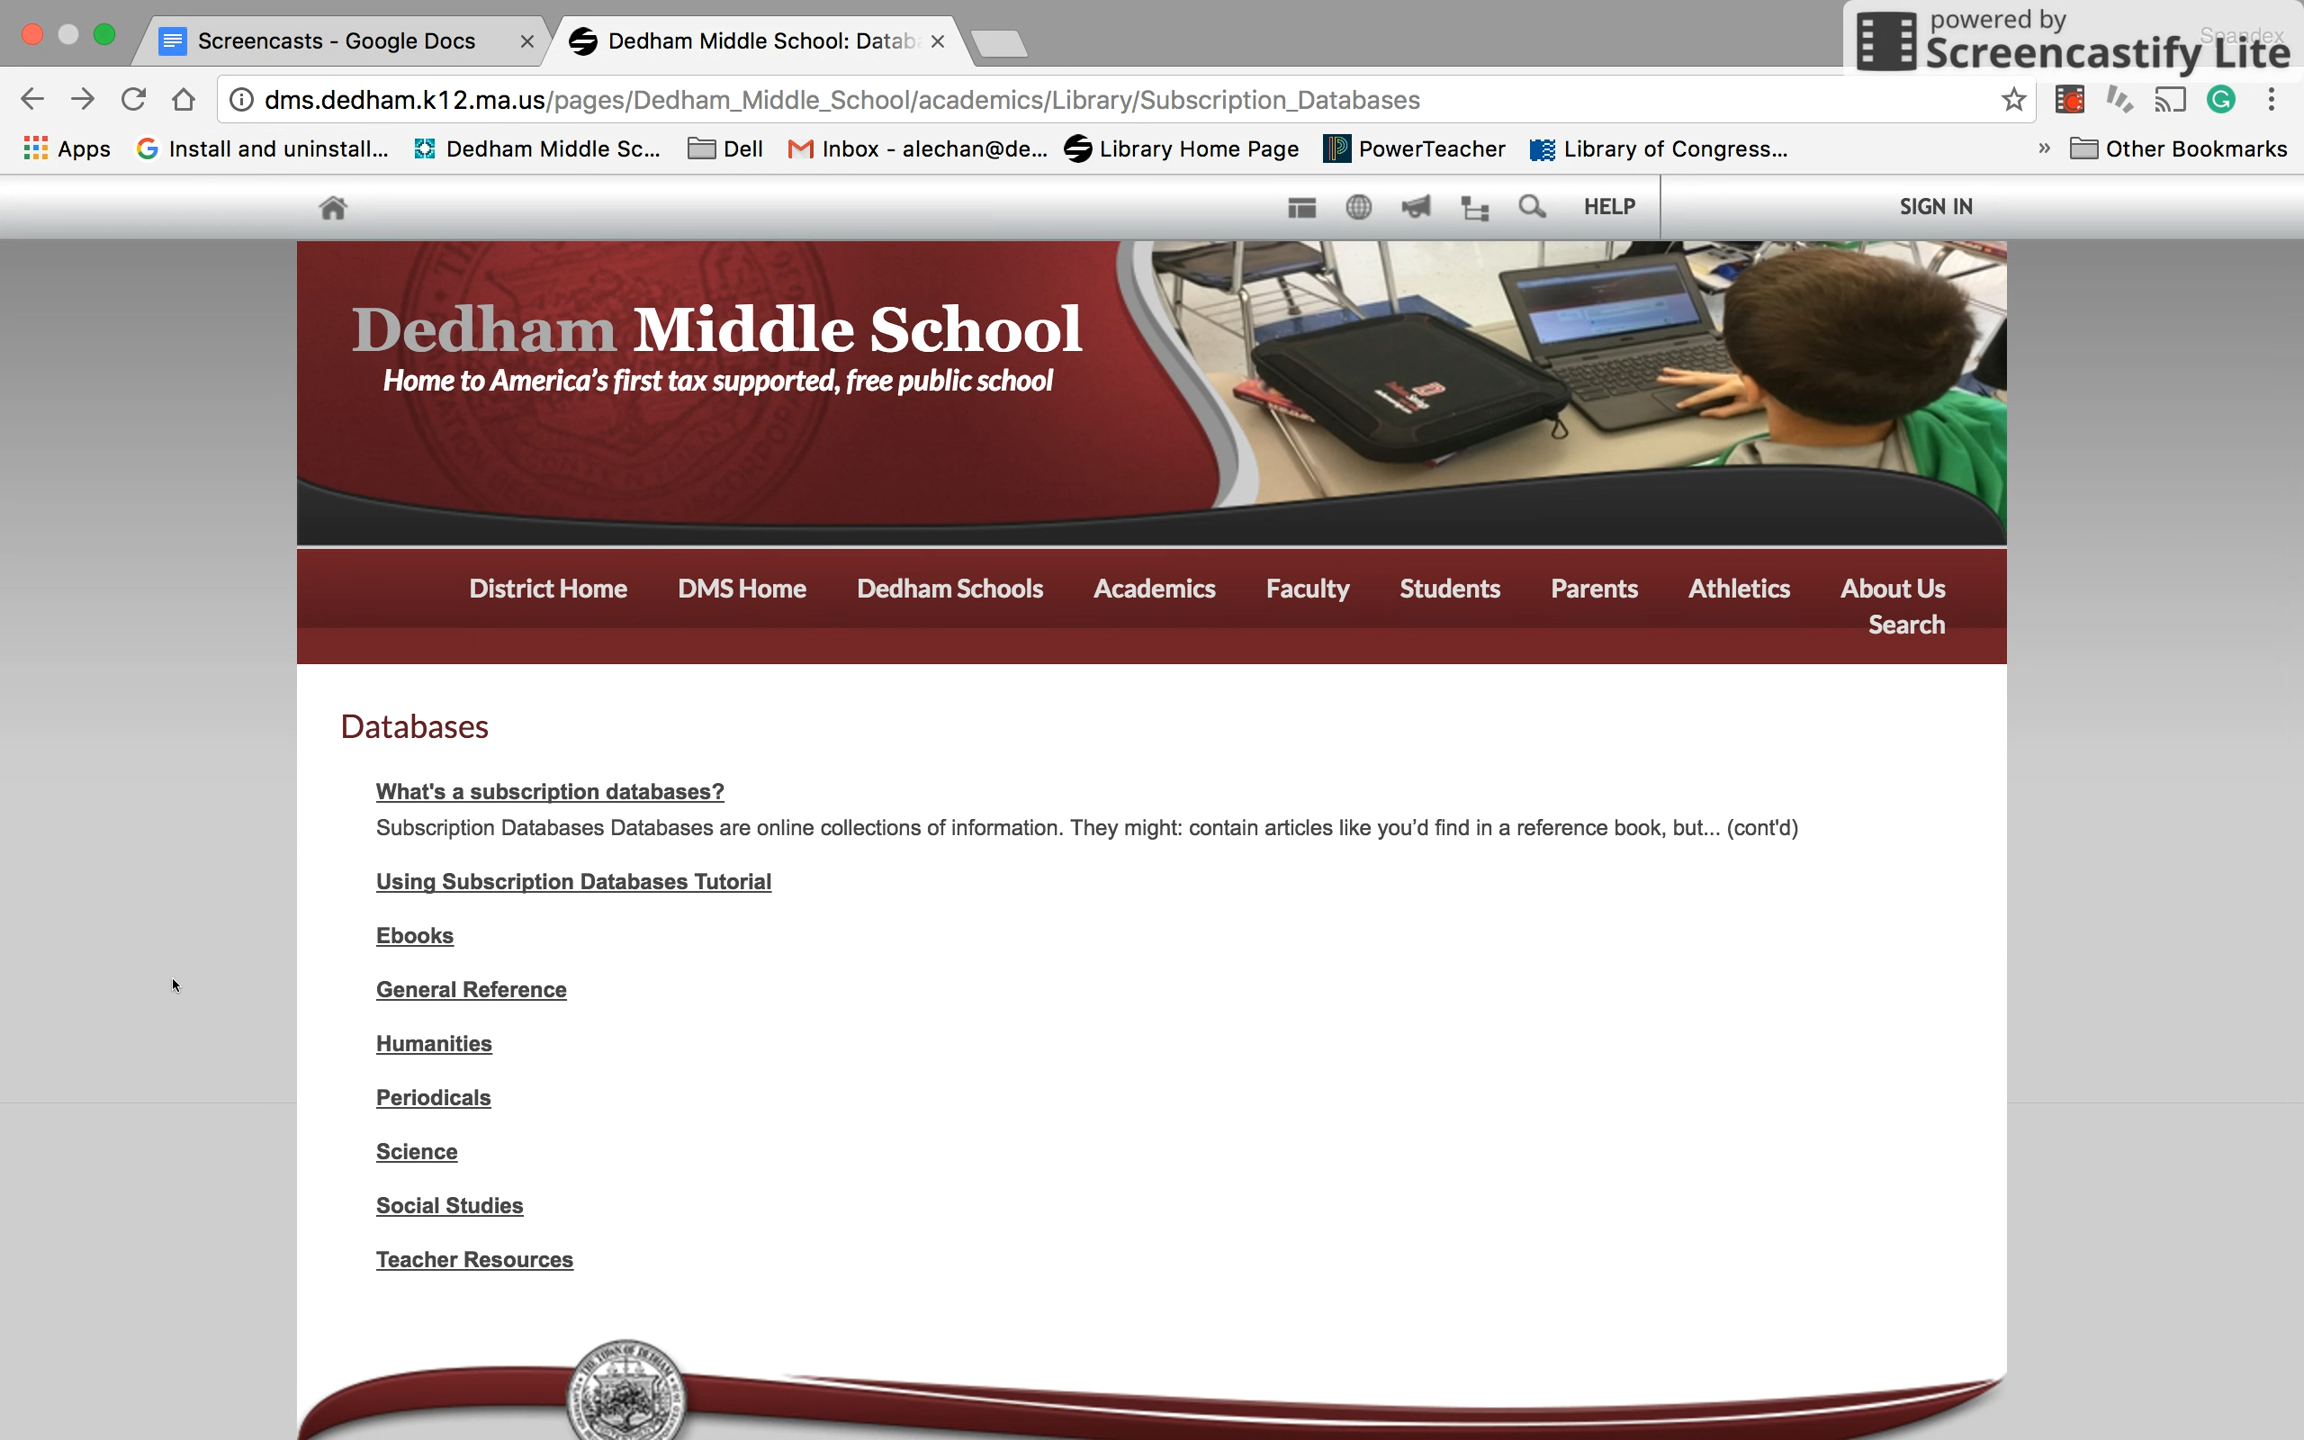 Screencasts - Google Docs
Dedham Middle School: Datab
Spandex
powered by
Screencastify Lite
dms.dedham.k12.ma.us/pages/Dedham_Middle_School/academics/Library/Subscription_Databases
Apps
Install and uninstall...
Dedham Middle Sc...
Dell
Inbox - alechan@de...
Library Home Page
PowerTeacher
Library of Congress...
»
Other Bookmarks
HELP
SIGN IN
Dedham Middle School
Home to America's first tax supported, free public school
District Home
DMS Home
Dedham Schools
Academics
Faculty
Students
Parents
Athletics
About Us
Search
Databases
What's a subscription databases?
Subscription Databases Databases are online collections of information. They might: contain articles like you'd find in a reference book, but... (cont'd)
Using Subscription Databases Tutorial
Ebooks
General Reference
Humanities
Periodicals
Science
Social Studies
Teacher Resources
THE TOWN OF DEDHAM